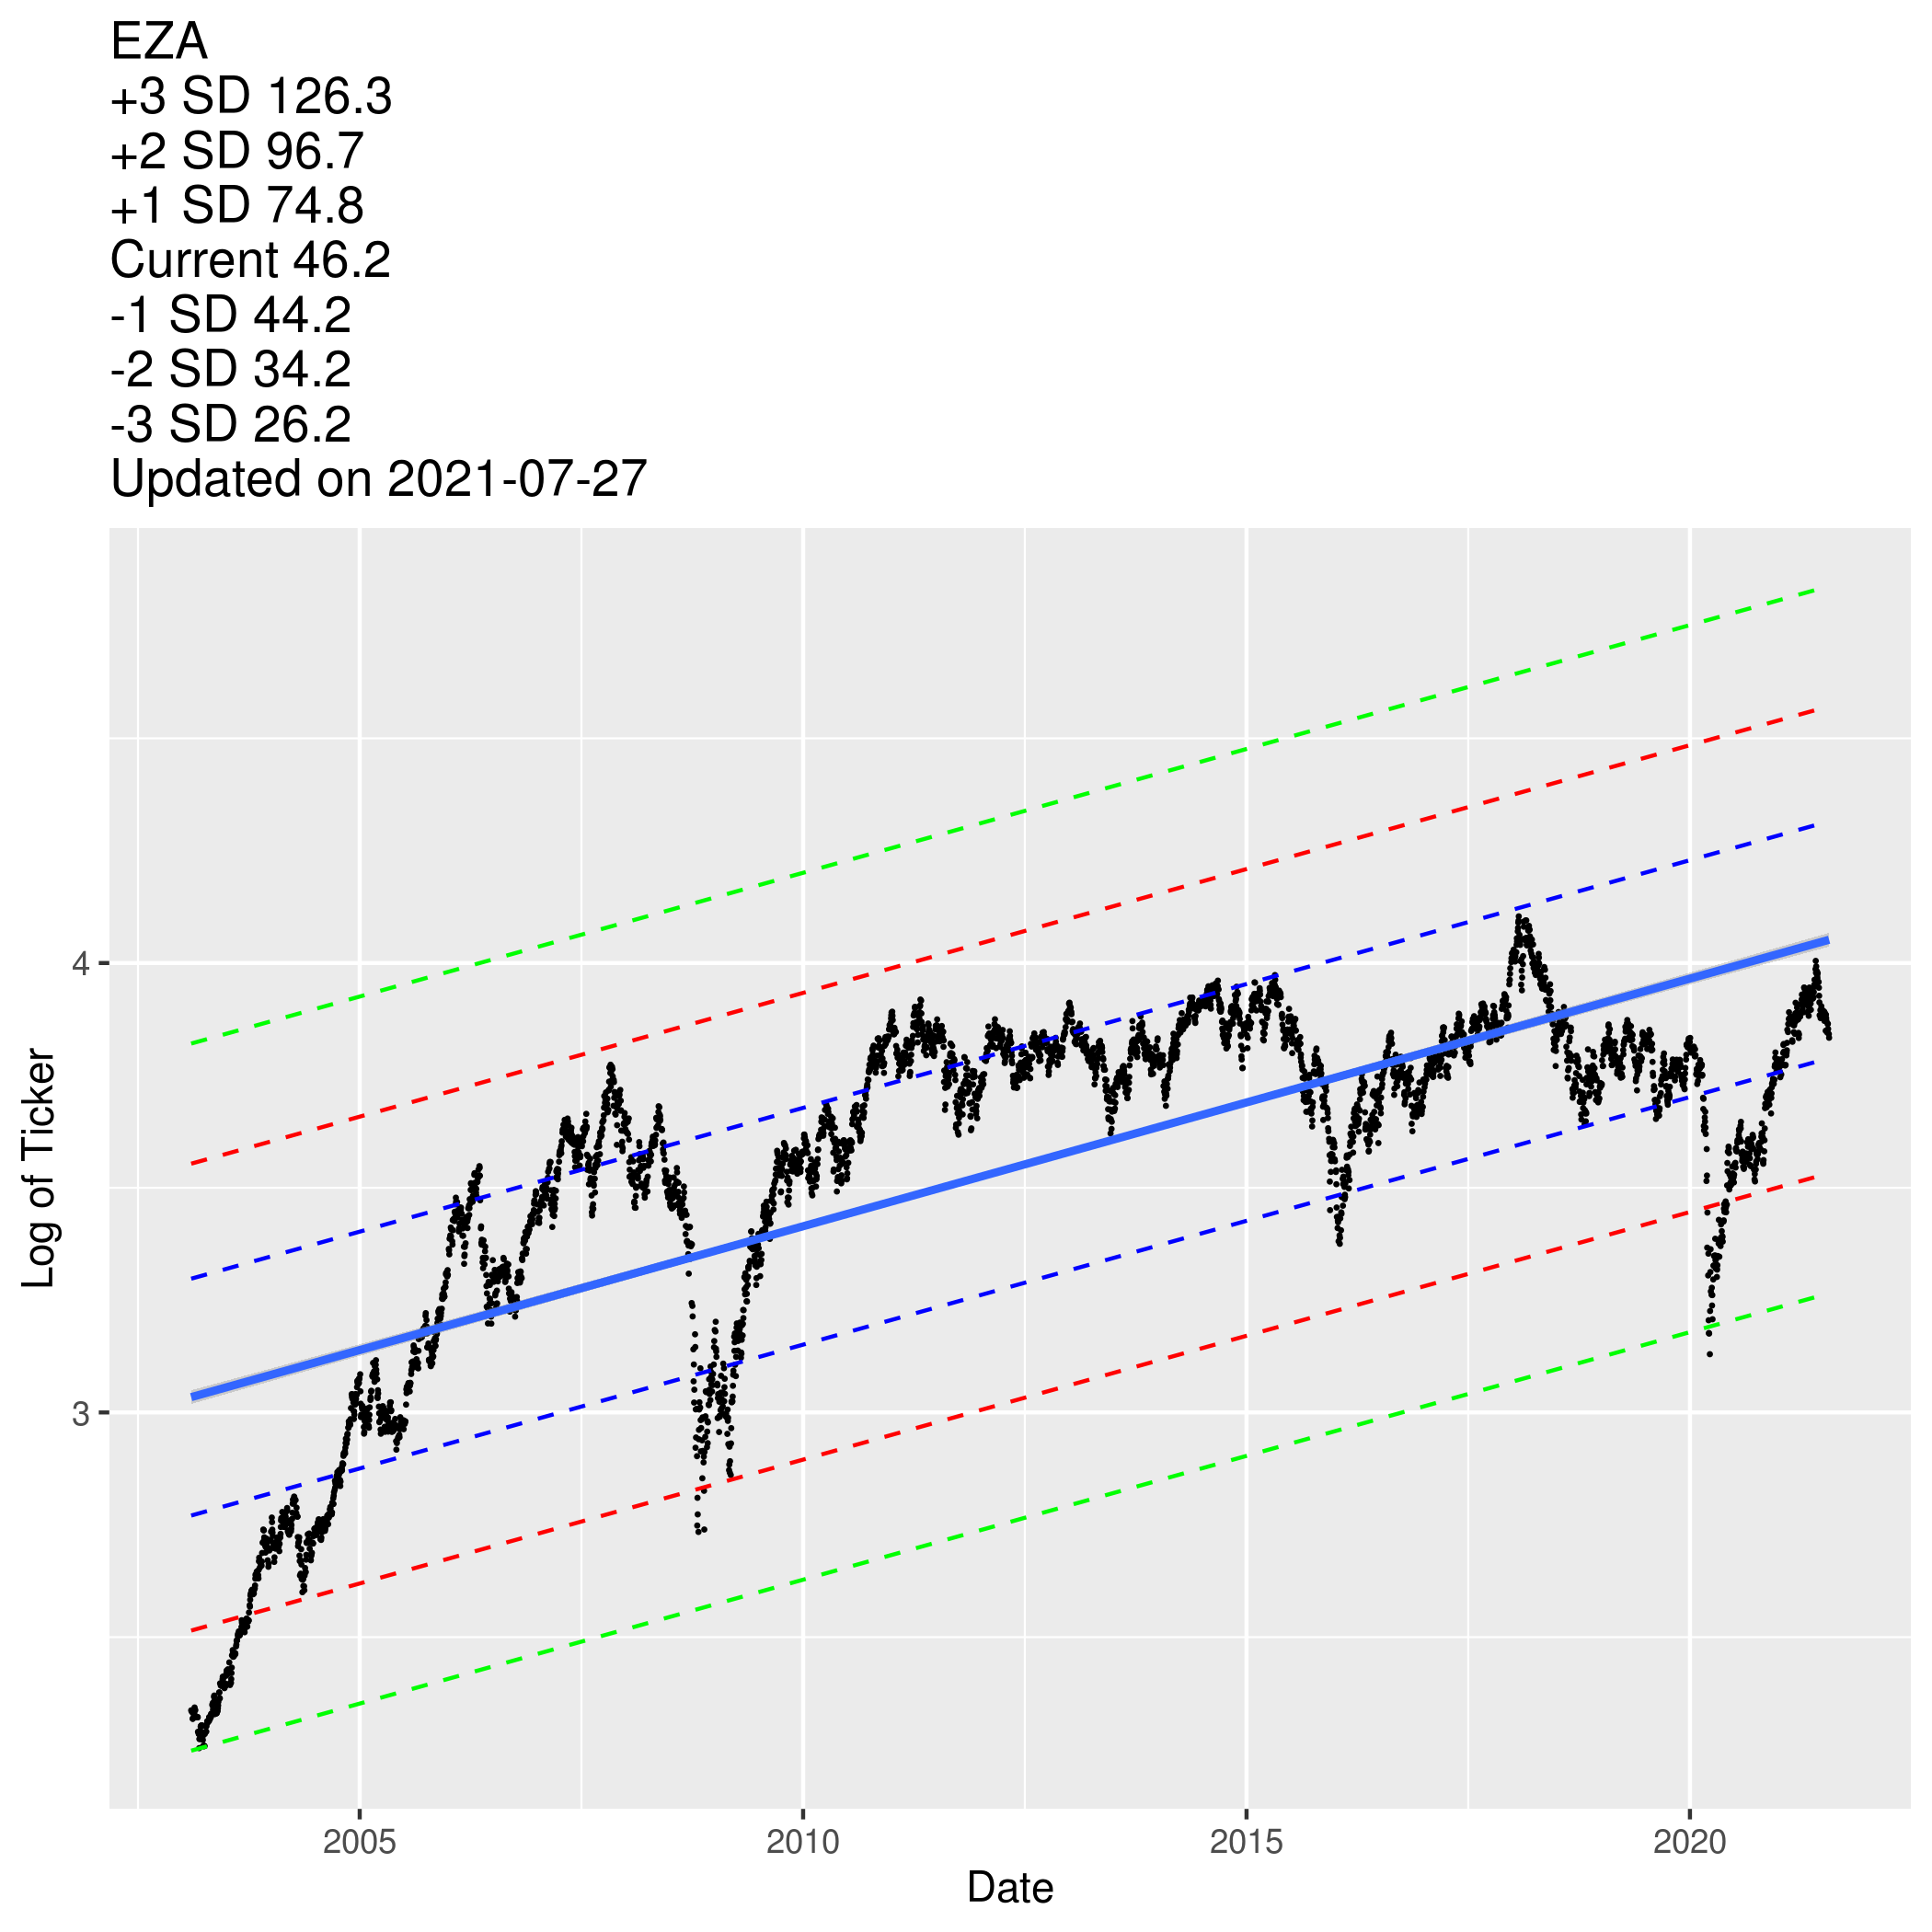 EZA
+3 SD 126.3
+2 SD 96.7
+1 SD 74.8
Current 46.2
-1 SD 44.2
-2 SD 34.2
-3 SD 26.2
Updated on 2021-07-27
Log of Ticker
4
3
2005 2010 2015 2020
Date